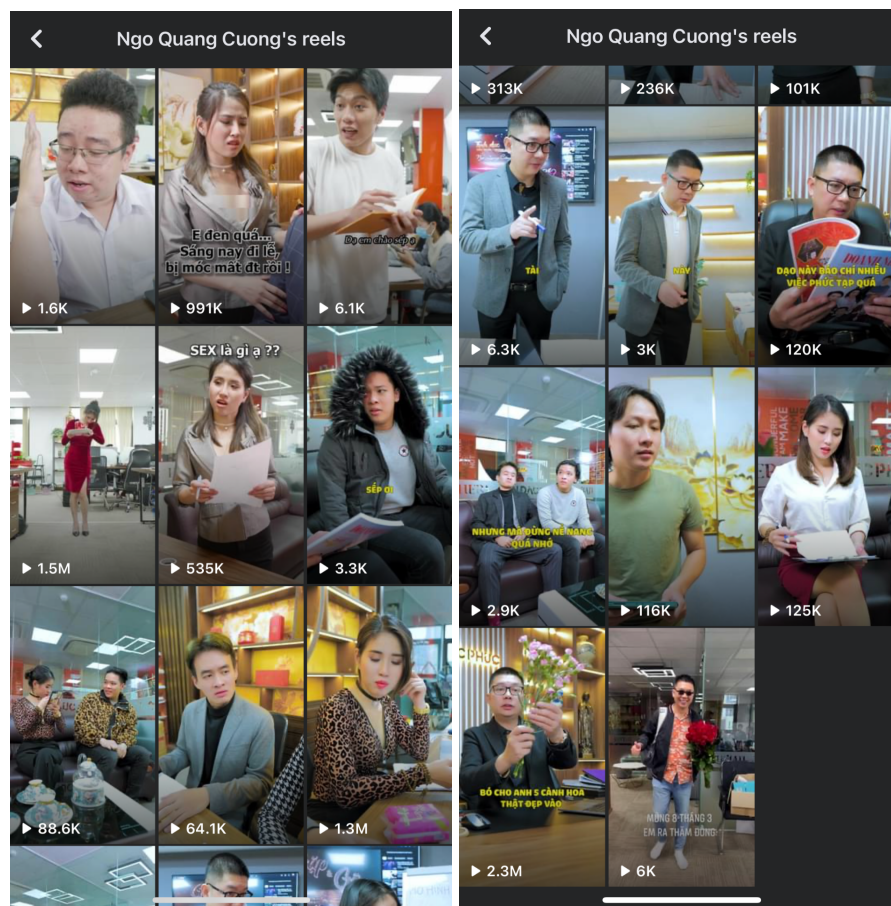 Ngo Quang Cuong's reels
1.6K
E đen quá...
Sáng nay đi lễ,
bị móc mất đt rồi !
991K
Dạ em chào sếp ạ
6.1K
1.5M
SEX là gì ạ ??
535K
SẾP ƠI
3.3K
88.6K
64.1K
1.3M
Ngo Quang Cuong's reels
313K
236K
101K
TÀI
6.3K
NÀY
3K
DẠO NÀY BÁO CHÍ NHIỀU
VIỆC PHỨC TẠP QUÁ
120K
NHƯNG MÀ ĐỪNG NỂ NANG
QUÁ NHỜ
2.9K
116K
MAKE
125K
BÓ CHO ANH 5 CÀNH HOA
THẬT ĐẸP VÀO
2.3M
MÙNG 8 THÁNG 3
EM RA THĂM ĐỒNG
6K